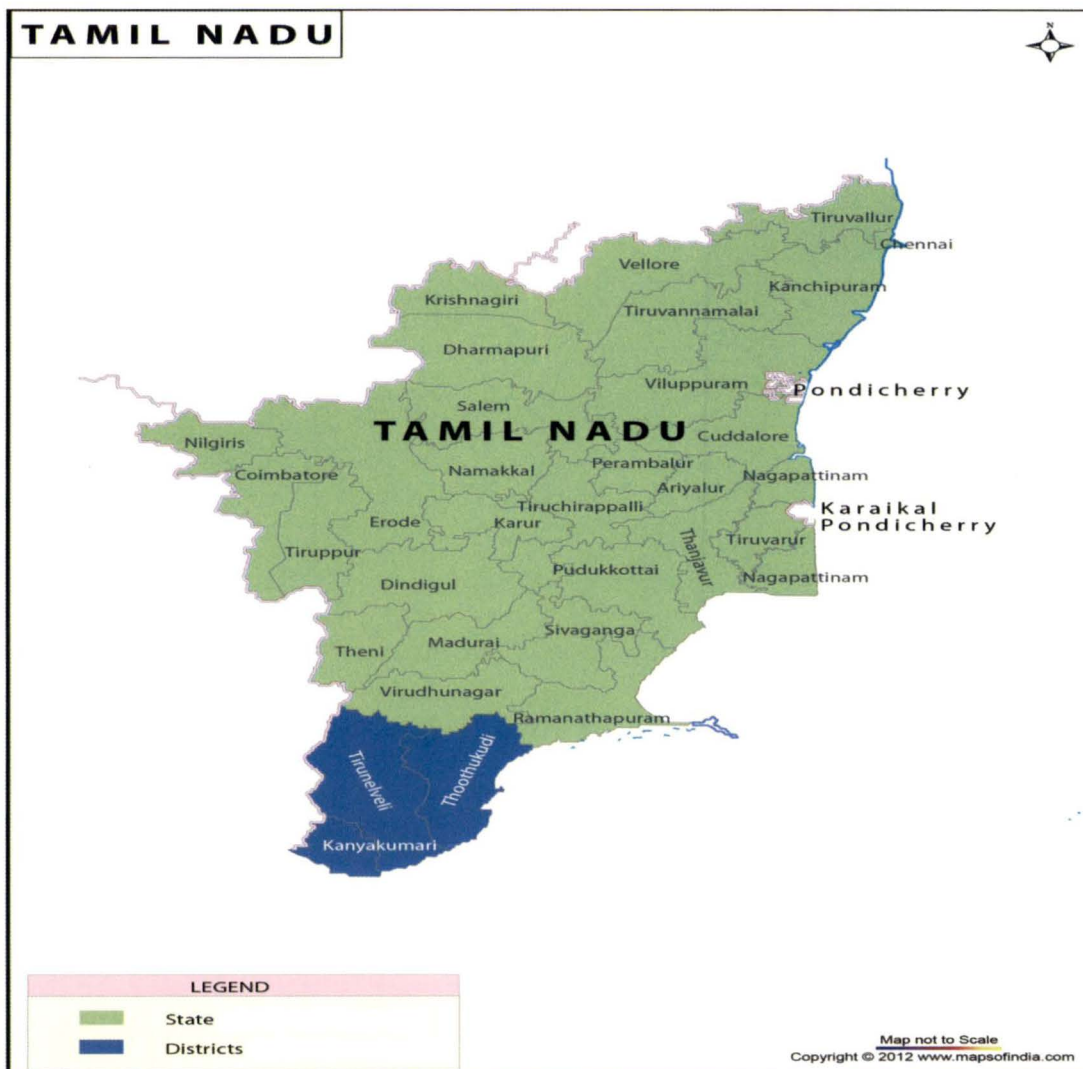 TAMIL NADU
N
Tiruvallur
Chennai
Vellore
Kanchipuram
Krishnagiri
Tiruvannamalai
Dharmapuri
Viluppuram
Pondicherry
Salem
TAMIL NADU
Cuddalore
Nilgiris
Coimbatore
Namakkal
Perambalur
Nagapattinam
Ariyalur
Tiruchirappalli
Karaikal
Pondicherry
Erode
Karur
Tiruvarur
Tiruppur
Thanjavur
Dindigul
Pudukkottai
Nagapattinam
Sivaganga
Theni
Madurai
Virudhunagar
Ramanathapuram
Tirunelveli
Thoothukudi
Kanyakumari
LEGEND
State
Districts
Map not to Scale
Copyright © 2012 www.mapsofindia.com